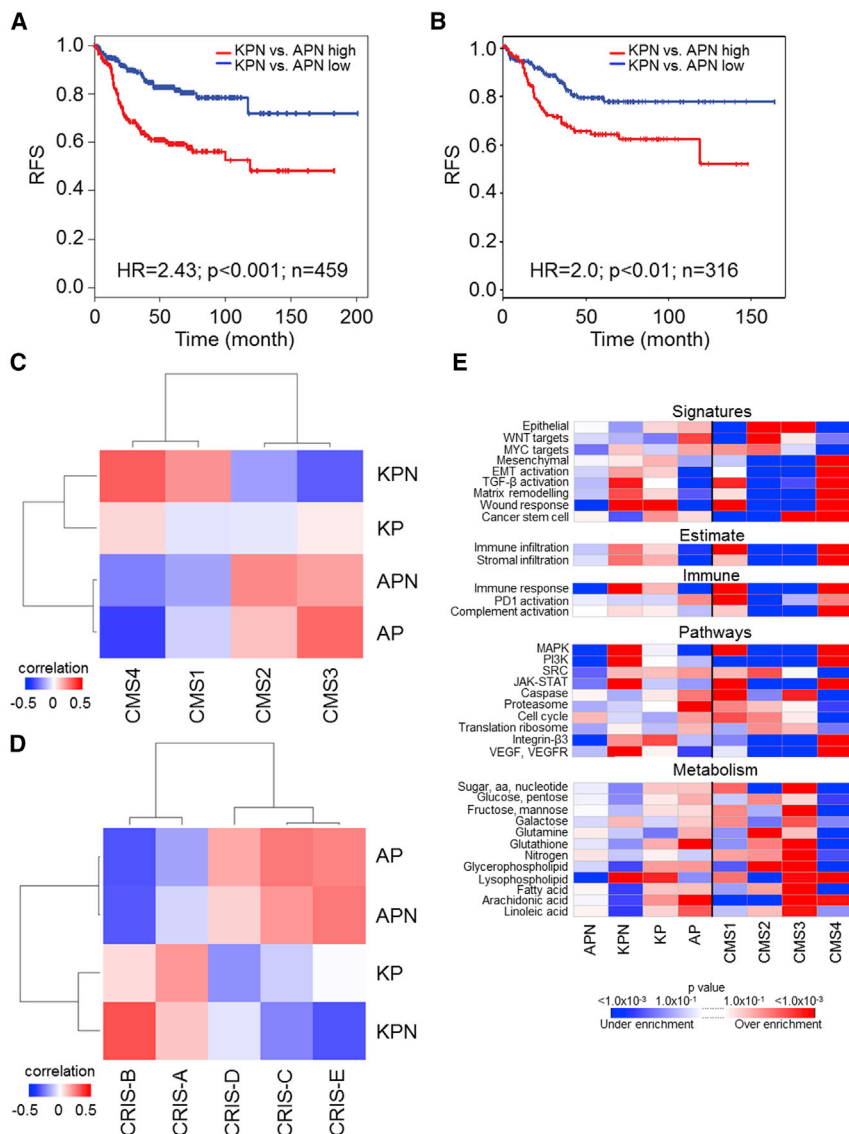 A
1.0
0.8
0.6
0.4
0.2
0.0
RFS
KPN vs. APN high
KPN vs. APN low
HR=2.43; p<0.001; n=459
0 50 100 150 200
Time (month)
B
1.0
0.8
0.6
0.4
0.2
0.0
RFS
KPN vs. APN high
KPN vs. APN low
HR=2.0; p<0.01; n=316
0 50 100 150
Time (month)
C
KPN
KP
APN
AP
correlation
-0.5 0 0.5
CMS4
CMS1
CMS2
CMS3
D
AP
APN
KP
KPN
correlation
-0.5 0 0.5
CRIS-B
CRIS-A
CRIS-D
CRIS-C
CRIS-E
E
Signatures
Epithelial
WNT targets
MYC targets
Mesenchymal
EMT activation
TGF-β activation
Matrix remodelling
Wound response
Cancer stem cell
Estimate
Immune infiltration
Stromal infiltration
Immune
Immune response
PD1 activation
Complement activation
Pathways
MAPK
PI3K
SRC
JAK-STAT
Caspase
Proteasome
Cell cycle
Translation ribosome
Integrin-β3
VEGF, VEGFR
Metabolism
Sugar, aa, nucleotide
Glucose, pentose
Fructose, mannose
Galactose
Glutamine
Glutathione
Nitrogen
Glycerophospholipid
Lysophospholipid
Fatty acid
Arachidonic acid
Linoleic acid
APN
KPN
KP
AP
CMS1
CMS2
CMS3
CMS4
p value
<1.0x10-3 1.0x10-1 1.0x10-1 <1.0x10-3
Under enrichment Over enrichment